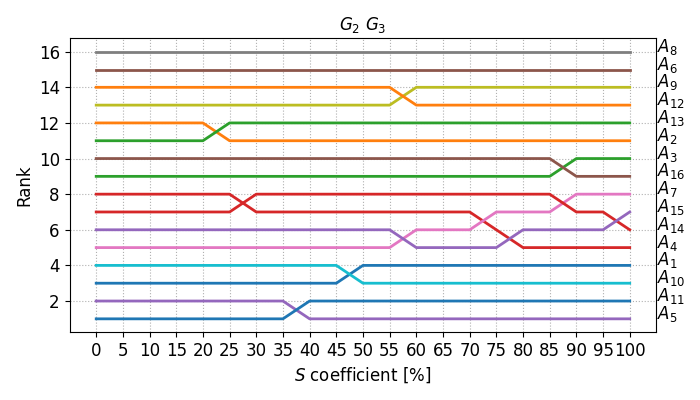 G₂ G₃
16
14
12
10
8
6
4
2
Rank
A₈
A₆
A₉
A₁₂
A₁₃
A₂
A₃
A₁₆
A₇
A₁₅
A₁₄
A₄
A₁
A₁₀
A₁₁
A₅
0 5 10 15 20 25 30 35 40 45 50 55 60 65 70 75 80 85 90 95 100
S coefficient [%]